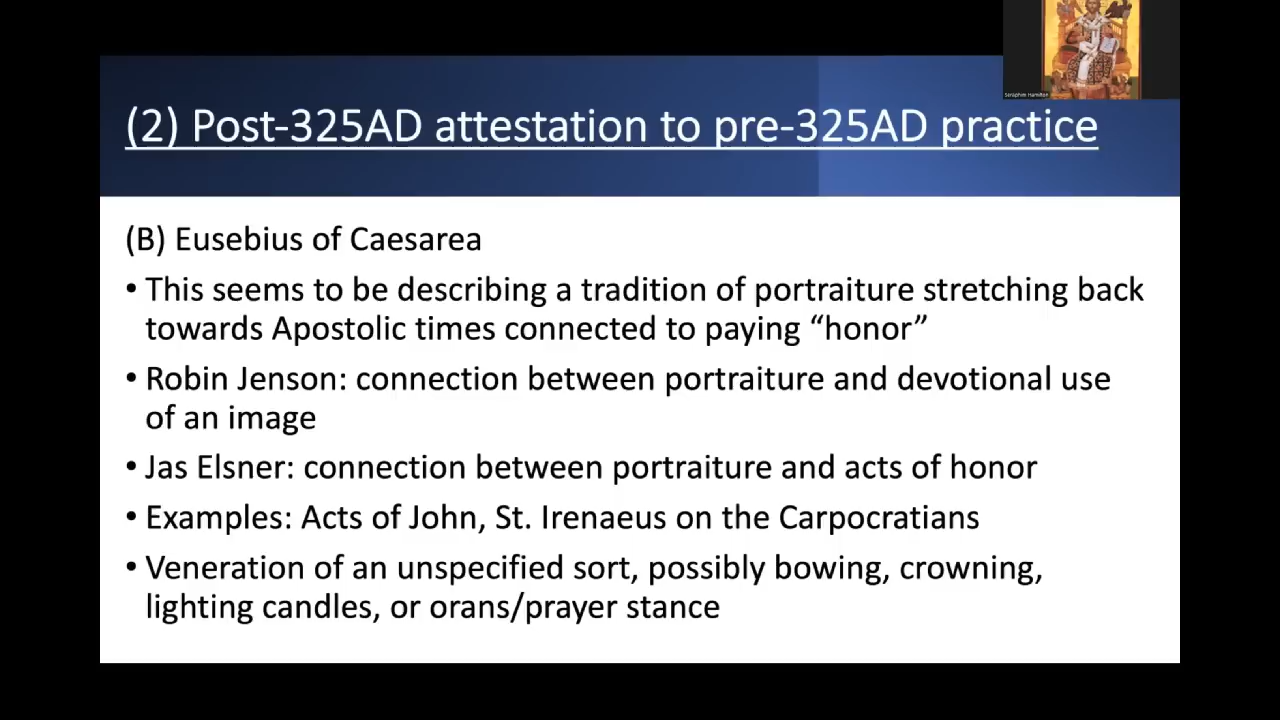 Seraphim Hamilton
(2) Post-325AD attestation to pre-325AD practice
(B) Eusebius of Caesarea
• This seems to be describing a tradition of portraiture stretching back
towards Apostolic times connected to paying “honor”
• Robin Jenson: connection between portraiture and devotional use
of an image
• Jas Elsner: connection between portraiture and acts of honor
• Examples: Acts of John, St. Irenaeus on the Carpocratians
• Veneration of an unspecified sort, possibly bowing, crowning,
lighting candles, or orans/prayer stance